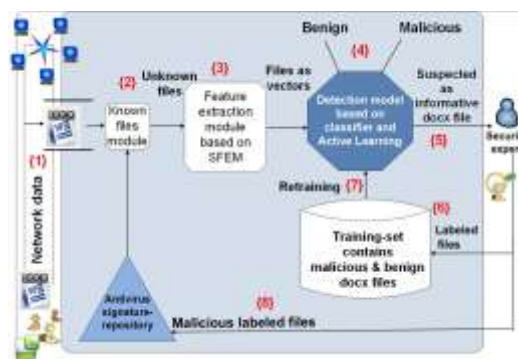 Benign
Malicious
{4}
{2}
Unknown
files
{3}
Files as
vectors
Suspected
as
informative
docx file
{5}
Known
files
module
Feature
extraction
module
based on
SFEM
Detection model
based on
classifier and
Active Learning
{1}
Network data
Security
expert
Retraining
{7}
{6}
Training-set
contains
malicious & benign
docx files
Labeled
files
Antivirus
signature-
repository
{8}
Malicious labeled files